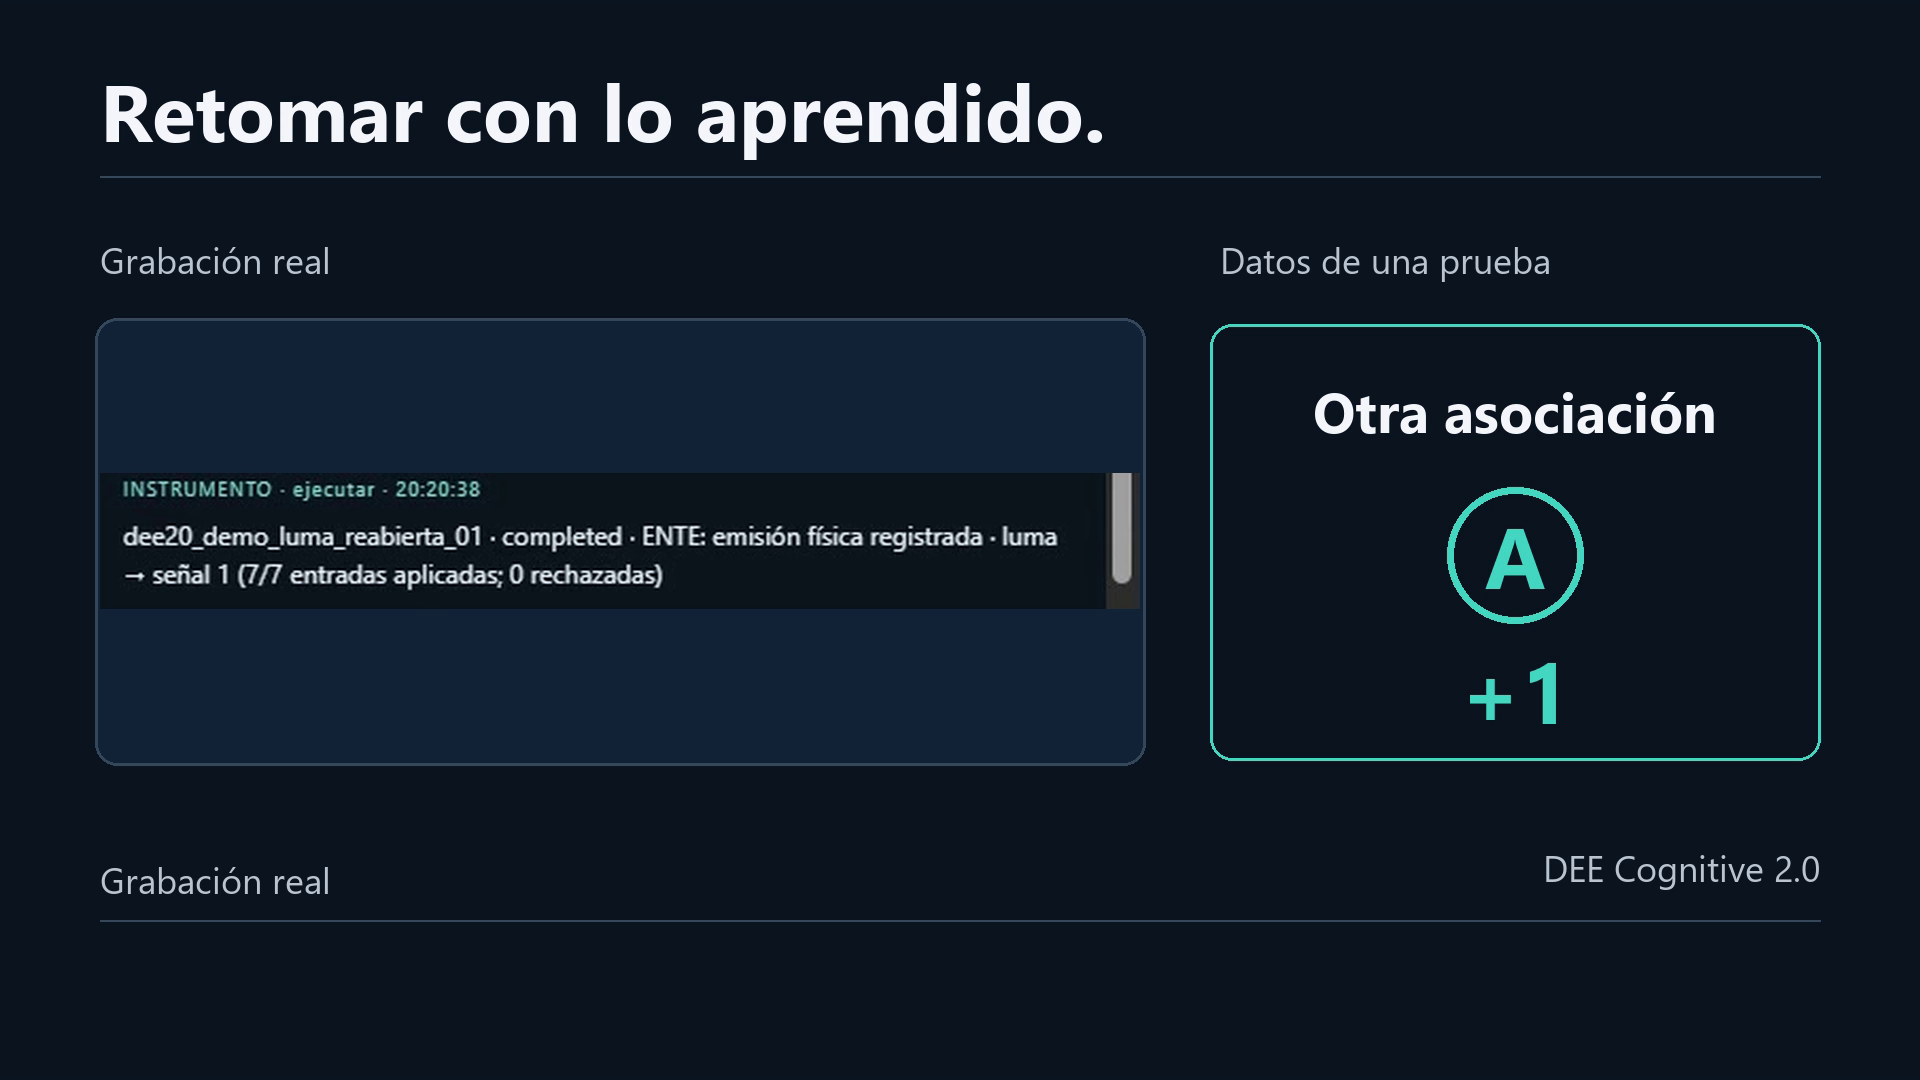 Retomar con lo aprendido.
Grabación real
Datos de una prueba
INSTRUMENTO · ejecutar · 20:20:38
dee20_demo_luma_reabierta_01 · completed · ENTE: emisión física registrada · luma
→ señal 1 (7/7 entradas aplicadas; 0 rechazadas)
Otra asociación
A
+1
Grabación real
DEE Cognitive 2.0